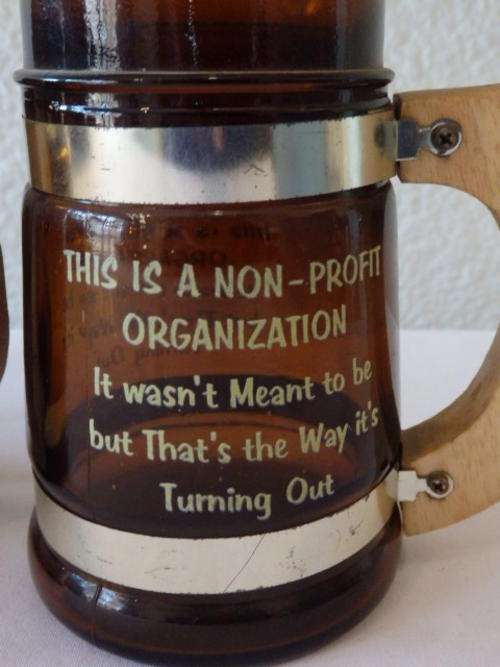 THIS IS A NON-PROFIT
ORGANIZATION
It wasn't Meant to be
but That's the Way it's
Turning Out